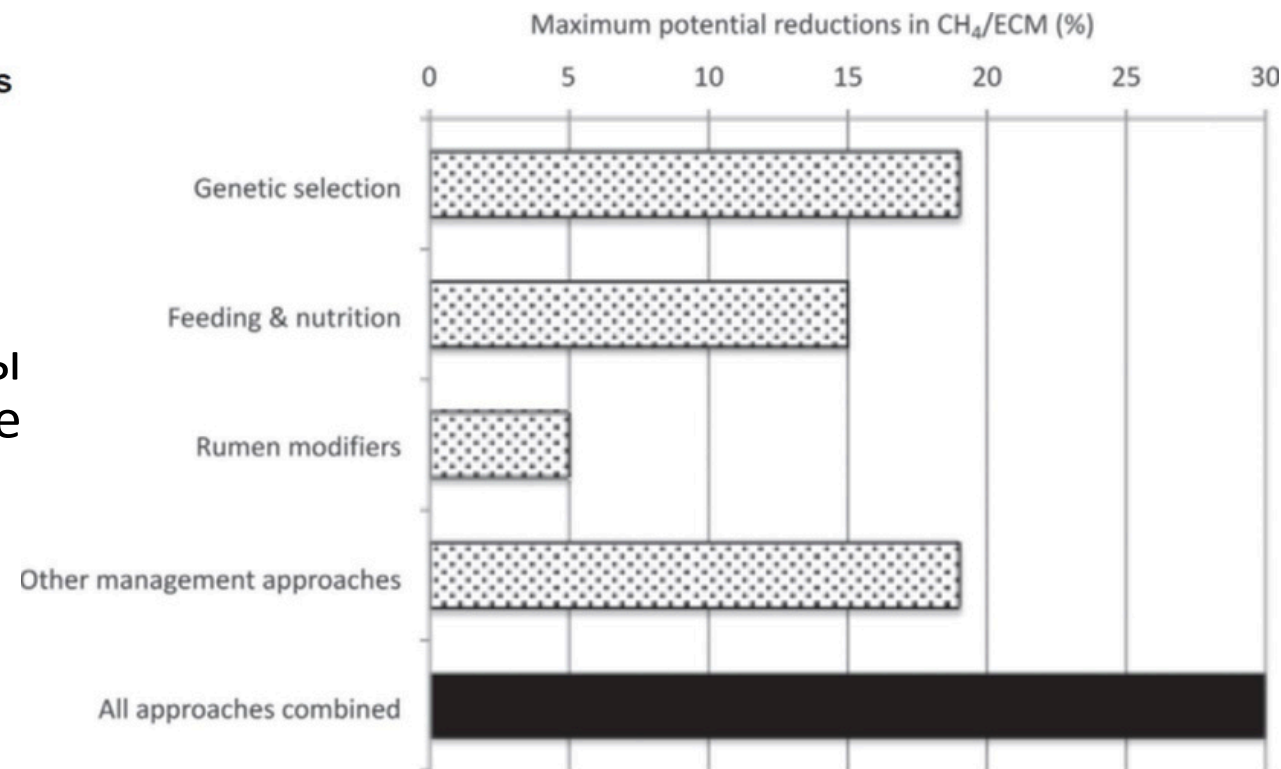 Maximum potential reductions in CH₄/ECM (%)
0 5 10 15 20 25 30
s
Genetic selection
Feeding & nutrition
ы
e
Rumen modifiers
Other management approaches
All approaches combined